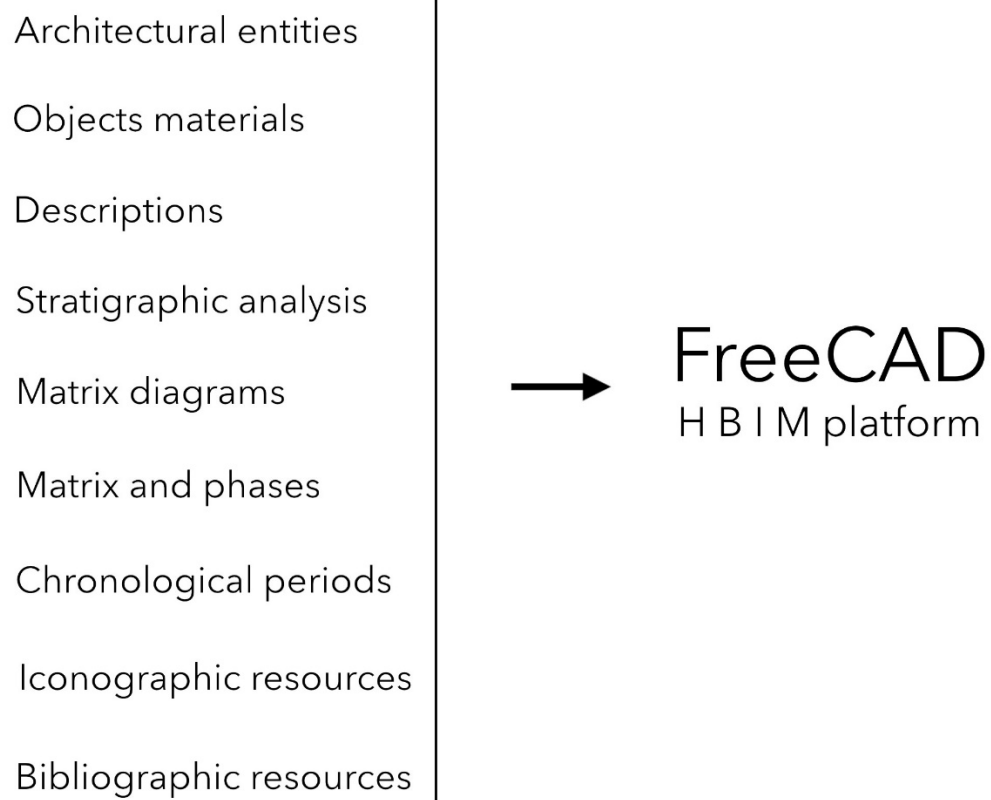 Architectural entities
Objects materials
Descriptions
Stratigraphic analysis
Matrix diagrams
Matrix and phases
Chronological periods
Iconographic resources
Bibliographic resources
FreeCAD
H B I M platform